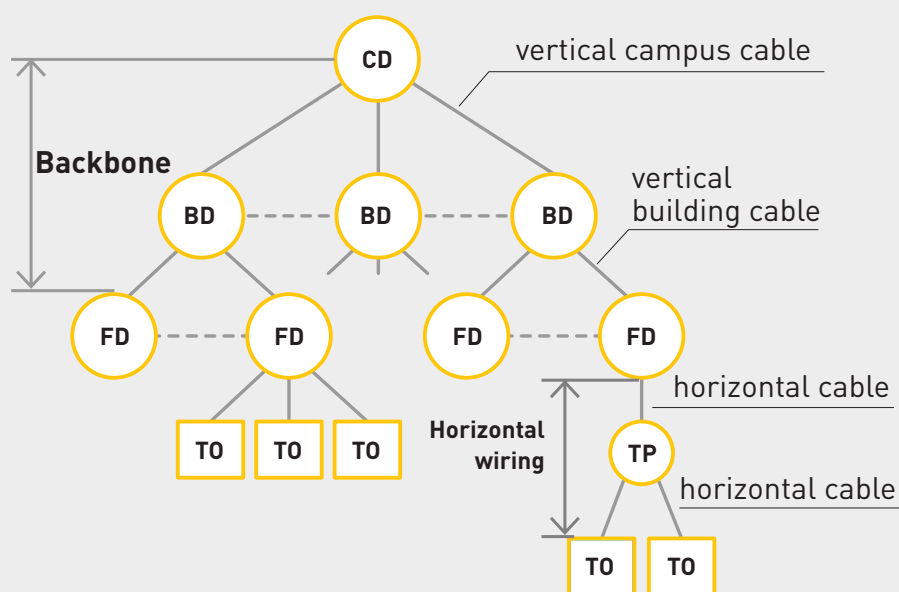 CD
vertical campus cable
Backbone
vertical
building cable
BD
BD
BD
FD
FD
FD
FD
horizontal cable
Horizontal
wiring
TO
TO
TO
TP
horizontal cable
TO
TO